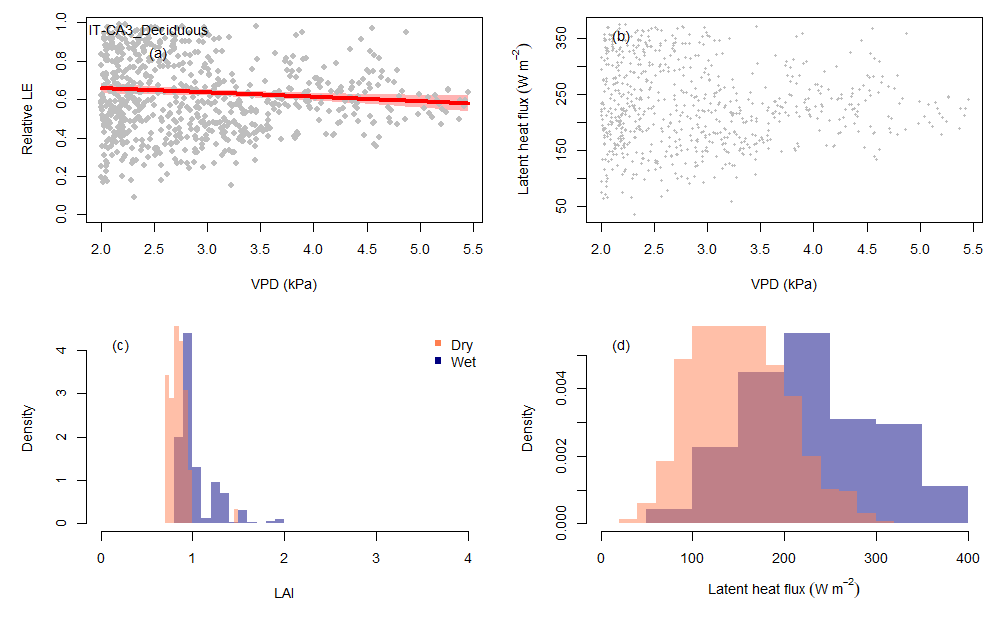 IT-CA3_Deciduous
(a)
Relative LE
0.0 0.2 0.4 0.6 0.8 1.0
2.0 2.5 3.0 3.5 4.0 4.5 5.0 5.5
VPD (kPa)
(b)
Latent heat flux (W m−2)
50 150 250 350
2.0 2.5 3.0 3.5 4.0 4.5 5.0 5.5
VPD (kPa)
(c)
Dry
Wet
Density
0 1 2 3 4
0 1 2 3 4
LAI
(d)
Density
0.000 0.002 0.004
0 100 200 300 400
Latent heat flux (W m−2)